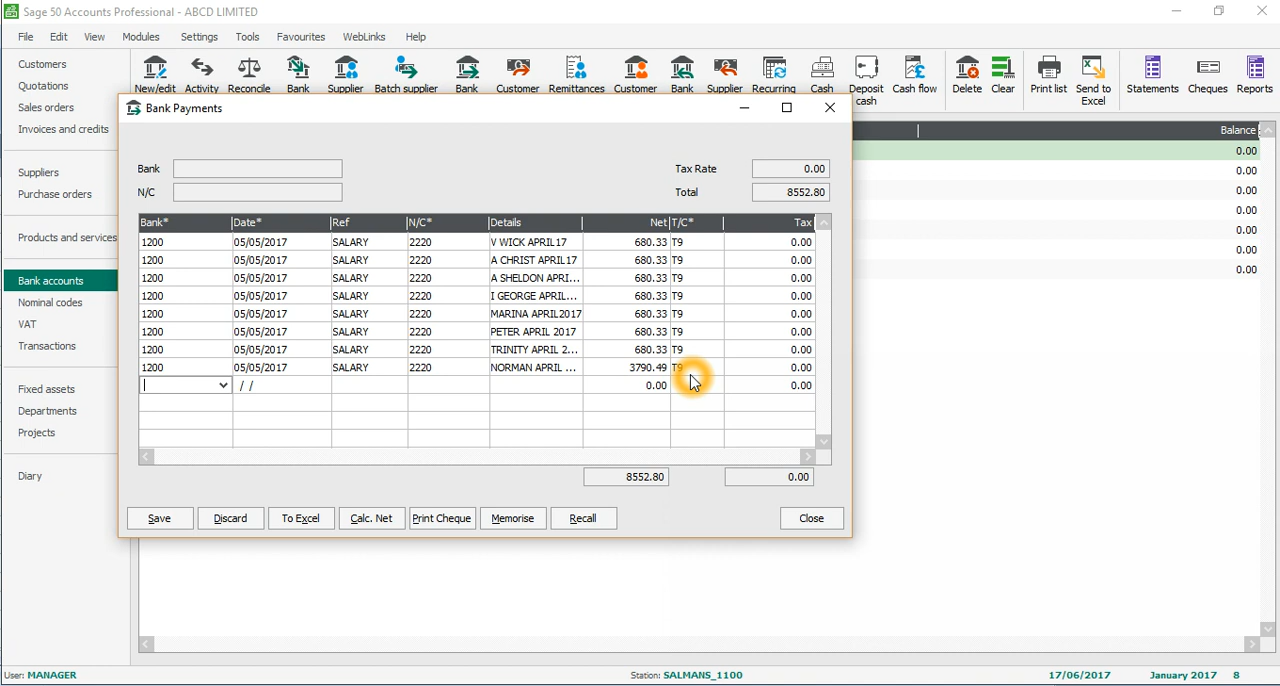 Sage 50 Accounts Professional - ABCD LIMITED
File Edit View Modules Settings Tools Favourites WebLinks Help
Customers
Quotations
Sales orders
Invoices and credits
Suppliers
Purchase orders
Products and services
Bank accounts
Nominal codes
VAT
Transactions
Fixed assets
Departments
Projects
Diary
New/edit Activity Reconcile Bank Supplier Batch supplier Bank Customer Remittances Customer Bank Supplier Recurring Cash Deposit cash Cash flow Delete Clear Print list Send to Excel Statements Cheques Reports
Balance
0.00
0.00
0.00
0.00
0.00
0.00
0.00
Bank Payments
Bank Tax Rate 0.00
N/C Total 8552.80
Bank* Date* Ref N/C* Details Net T/C* Tax
1200 05/05/2017 SALARY 2220 V WICK APRIL17 680.33 T9 0.00
1200 05/05/2017 SALARY 2220 A CHRIST APRIL17 680.33 T9 0.00
1200 05/05/2017 SALARY 2220 A SHELDON APRI... 680.33 T9 0.00
1200 05/05/2017 SALARY 2220 I GEORGE APRIL... 680.33 T9 0.00
1200 05/05/2017 SALARY 2220 MARINA APRIL2017 680.33 T9 0.00
1200 05/05/2017 SALARY 2220 PETER APRIL 2017 680.33 T9 0.00
1200 05/05/2017 SALARY 2220 TRINITY APRIL 2... 680.33 T9 0.00
1200 05/05/2017 SALARY 2220 NORMAN APRIL ... 3790.49 T9 0.00
/ / 0.00 0.00
8552.80 0.00
Save Discard To Excel Calc. Net Print Cheque Memorise Recall Close
User: MANAGER Station: SALMANS_1100 17/06/2017 January 2017 8